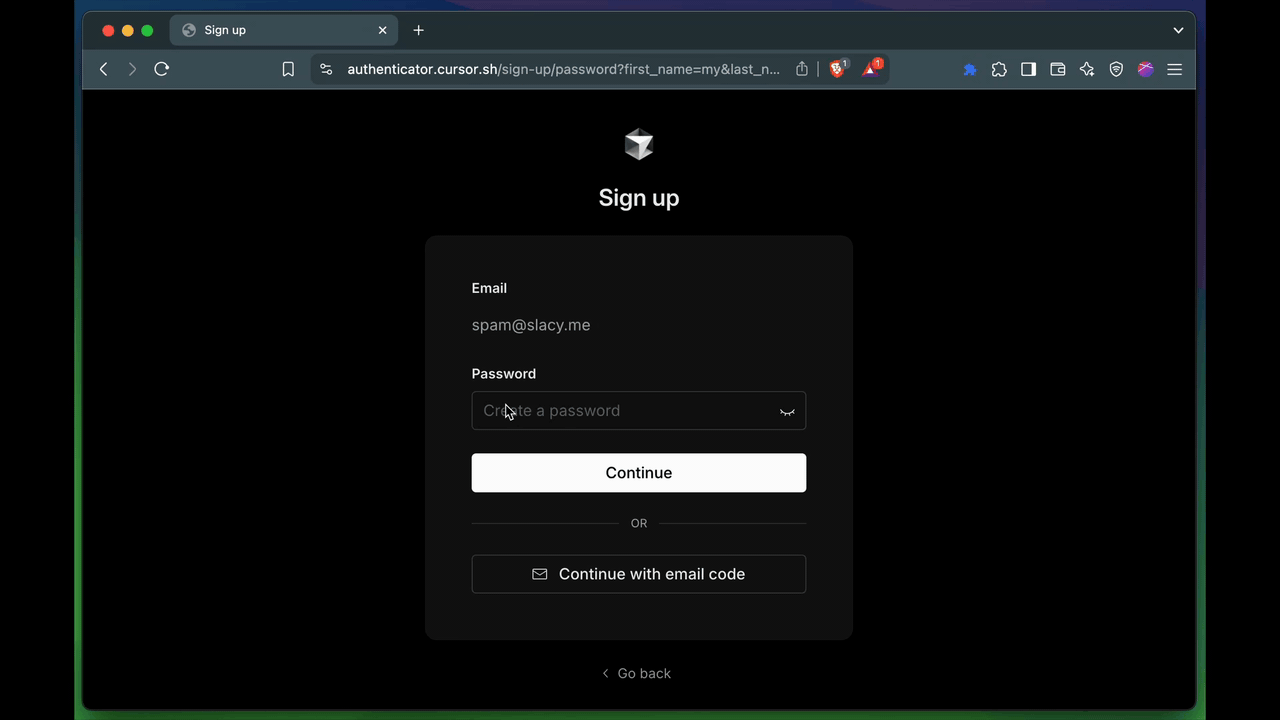 Sign up
authenticator.cursor.sh/sign-up/password?first_name=my&last_n...
1
1
Sign up
Email
spam@slacy.me
Password
Create a password
Continue
OR
Continue with email code
Go back